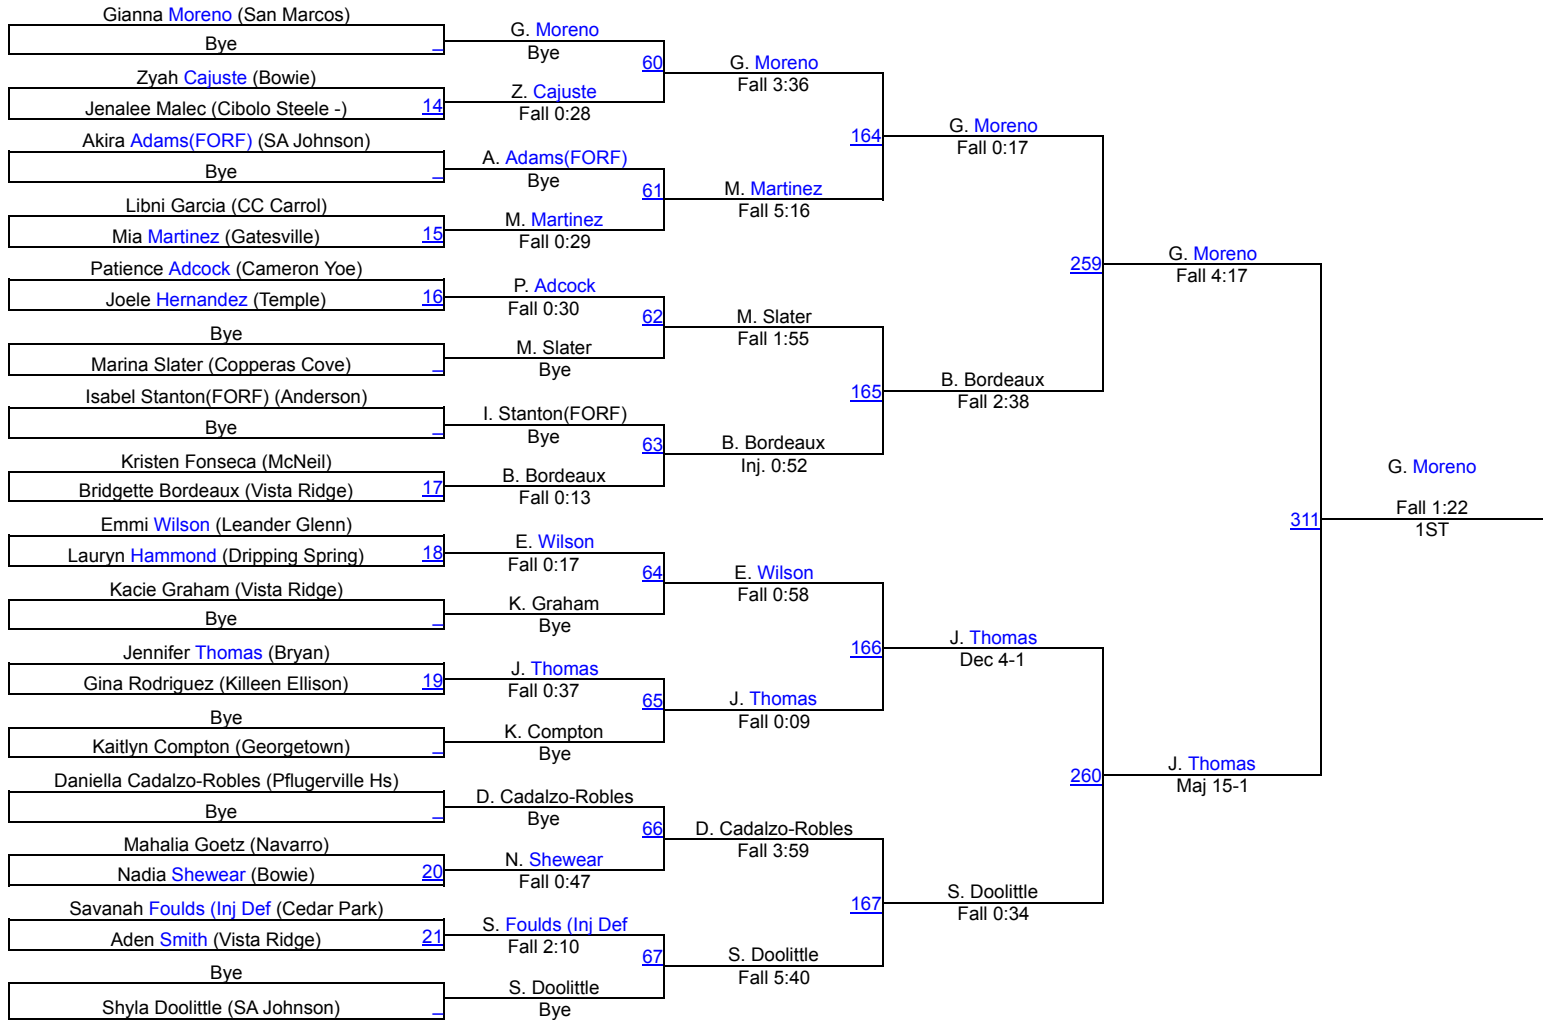 Gianna Moreno (San Marcos)
Bye
Zyah Cajuste (Bowie)
Jenalee Malec (Cibolo Steele -)
14
Akira Adams(FORF) (SA Johnson)
Bye
Libni Garcia (CC Carrol)
Mia Martinez (Gatesville)
15
Patience Adcock (Cameron Yoe)
Joele Hernandez (Temple)
16
Bye
Marina Slater (Copperas Cove)
Isabel Stanton(FORF) (Anderson)
Bye
Kristen Fonseca (McNeil)
Bridgette Bordeaux (Vista Ridge)
17
Emmi Wilson (Leander Glenn)
Lauryn Hammond (Dripping Spring)
18
Kacie Graham (Vista Ridge)
Bye
Jennifer Thomas (Bryan)
Gina Rodriguez (Killeen Ellison)
19
Bye
Kaitlyn Compton (Georgetown)
Daniella Cadalzo-Robles (Pflugerville Hs)
Bye
Mahalia Goetz (Navarro)
Nadia Shewear (Bowie)
20
Savanah Foulds (Inj Def (Cedar Park)
Aden Smith (Vista Ridge)
21
Bye
Shyla Doolittle (SA Johnson)
G. Moreno
Bye
60
Z. Cajuste
Fall 0:28
A. Adams(FORF)
Bye
61
M. Martinez
Fall 0:29
P. Adcock
Fall 0:30
62
M. Slater
Bye
I. Stanton(FORF)
Bye
63
B. Bordeaux
Fall 0:13
E. Wilson
Fall 0:17
64
K. Graham
Bye
J. Thomas
Fall 0:37
65
K. Compton
Bye
D. Cadalzo-Robles
Bye
66
N. Shewear
Fall 0:47
S. Foulds (Inj Def
Fall 2:10
67
S. Doolittle
Bye
G. Moreno
Fall 3:36
164
M. Martinez
Fall 5:16
M. Slater
Fall 1:55
165
B. Bordeaux
Inj. 0:52
E. Wilson
Fall 0:58
166
J. Thomas
Fall 0:09
D. Cadalzo-Robles
Fall 3:59
167
S. Doolittle
Fall 5:40
G. Moreno
Fall 0:17
259
B. Bordeaux
Fall 2:38
J. Thomas
Dec 4-1
260
S. Doolittle
Fall 0:34
G. Moreno
Fall 4:17
311
J. Thomas
Maj 15-1
G. Moreno
Fall 1:22
1ST